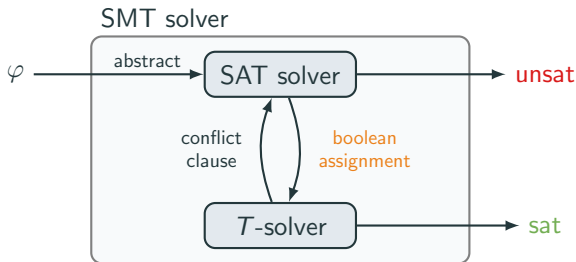 SMT solver
φ
abstract
SAT solver
unsat
conflict
clause
boolean
assignment
T-solver
sat